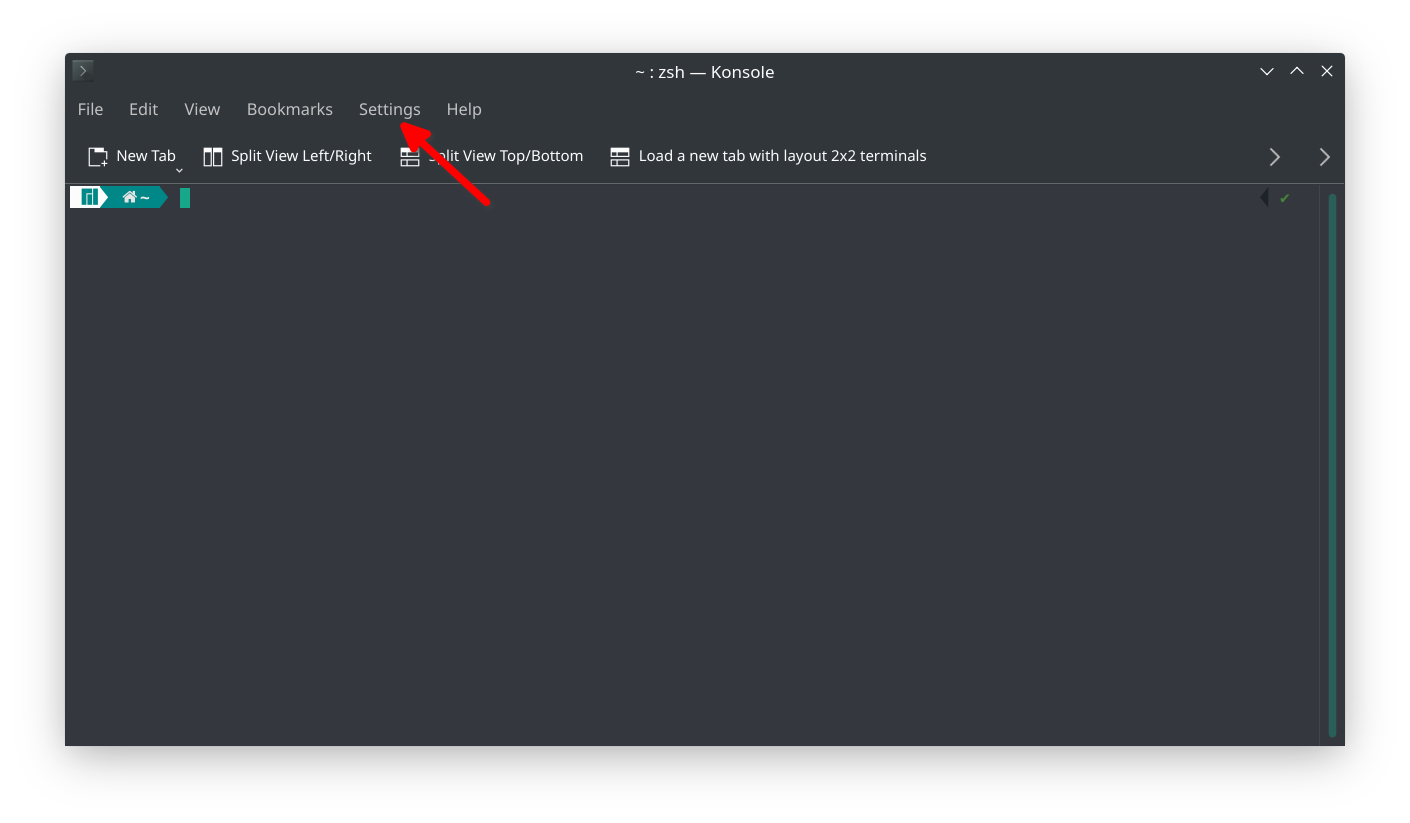 ~ : zsh — Konsole
File Edit View Bookmarks Settings Help
New Tab Split View Left/Right Split View Top/Bottom Load a new tab with layout 2x2 terminals
~